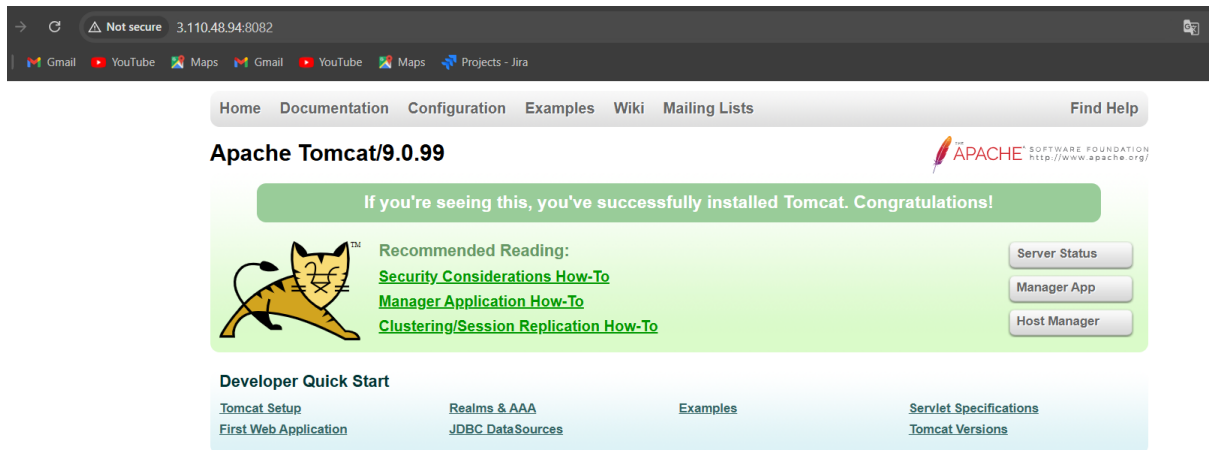 Not secure 3.110.48.94:8082
Gmail YouTube Maps Gmail YouTube Maps Projects - Jira
Home Documentation Configuration Examples Wiki Mailing Lists Find Help
Apache Tomcat/9.0.99
THE
APACHE® SOFTWARE FOUNDATION
http://www.apache.org/
If you're seeing this, you've successfully installed Tomcat. Congratulations!
TM
Recommended Reading:
Security Considerations How-To
Manager Application How-To
Clustering/Session Replication How-To
Server Status
Manager App
Host Manager
Developer Quick Start
Tomcat Setup Realms & AAA Examples Servlet Specifications
First Web Application JDBC DataSources Tomcat Versions